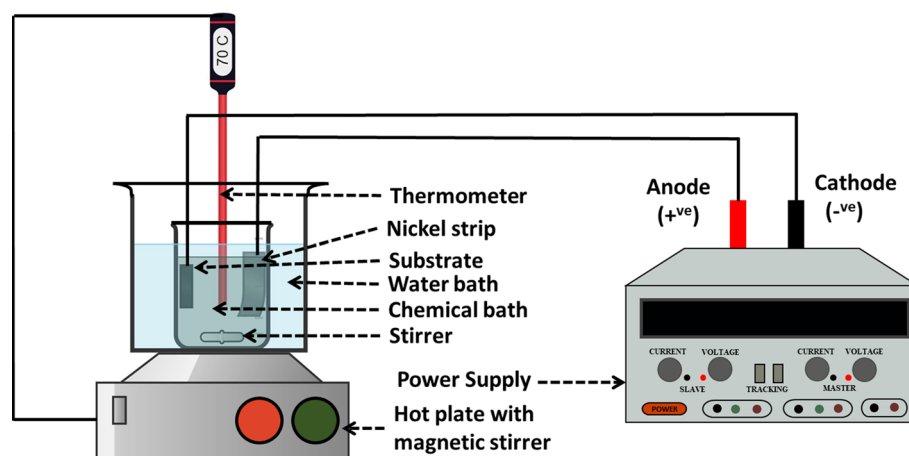 70 C
Thermometer
Nickel strip
Substrate
Water bath
Chemical bath
Stirrer
Power Supply
Hot plate with
magnetic stirrer
Anode
(+ve)
Cathode
(-ve)
CURRENT VOLTAGE CURRENT VOLTAGE
SLAVE TRACKING MASTER
POWER